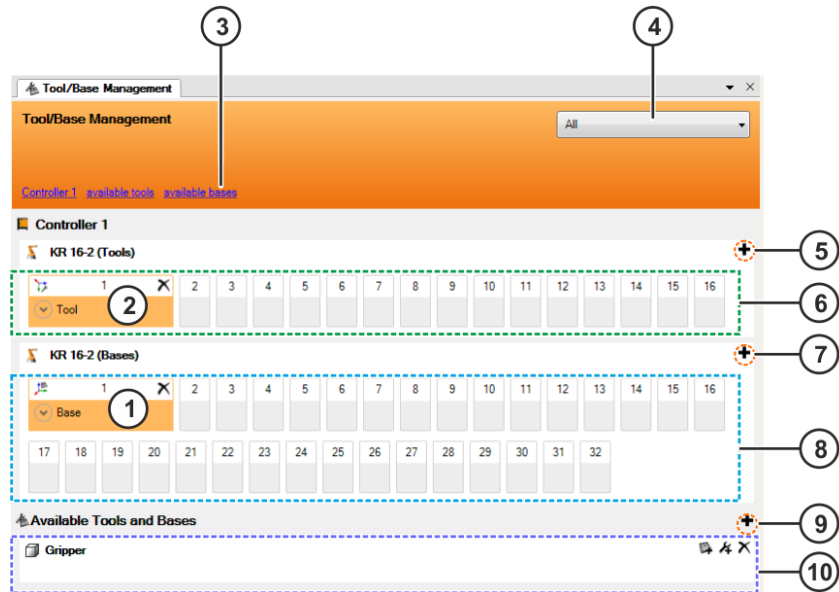 3
4
Tool/Base Management
Tool/Base Management
All
Controller 1 available tools available bases
Controller 1
KR 16-2 (Tools)
5
1 2 3 4 5 6 7 8 9 10 11 12 13 14 15 16
Tool
2
6
KR 16-2 (Bases)
7
1 2 3 4 5 6 7 8 9 10 11 12 13 14 15 16
Base
1
17 18 19 20 21 22 23 24 25 26 27 28 29 30 31 32
8
Available Tools and Bases
9
Gripper
10